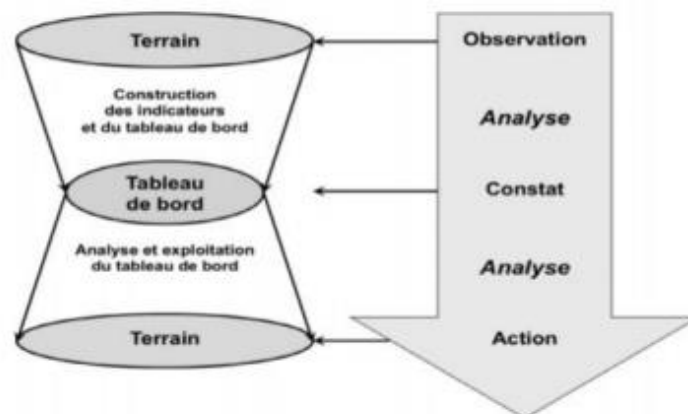 Terrain
Observation
Construction
des indicateurs
et du tableau de bord
Analyse
Tableau
de bord
Constat
Analyse et exploitation
du tableau de bord
Analyse
Terrain
Action